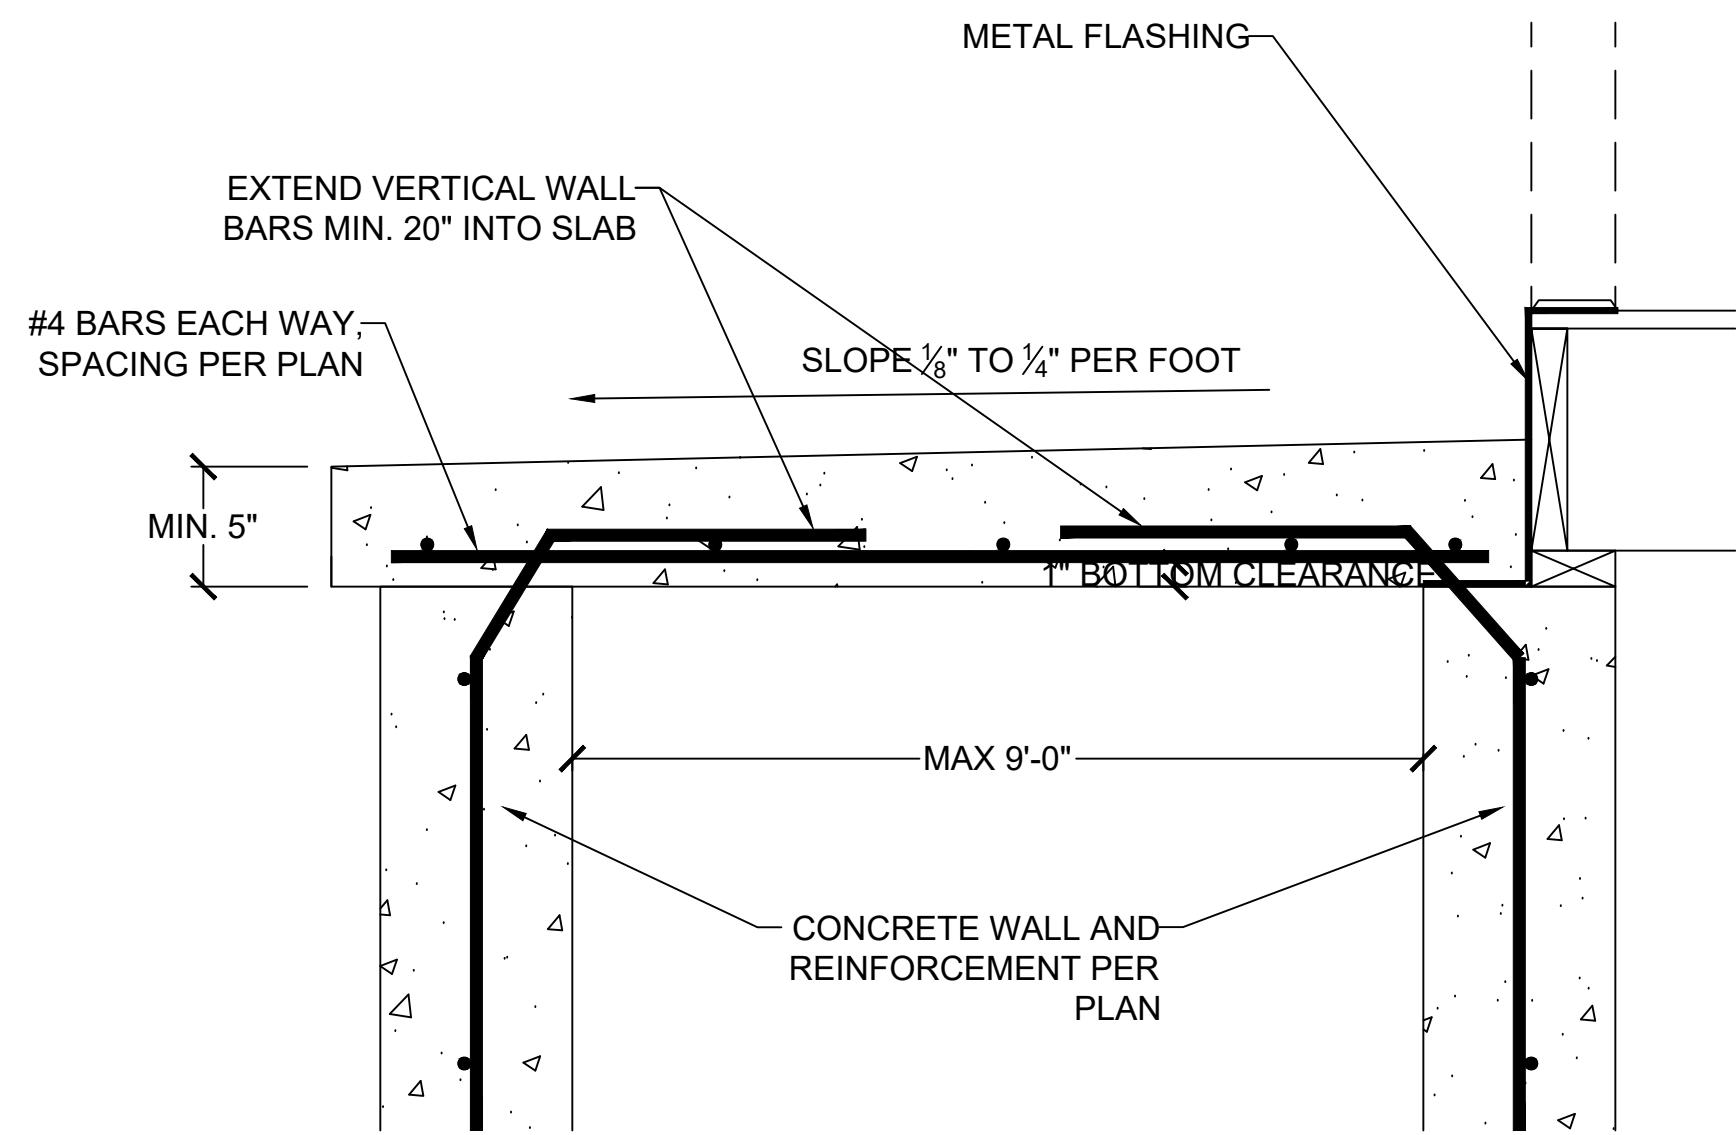 METAL FLASHING
EXTEND VERTICAL WALL
BARS MIN. 20" INTO SLAB
#4 BARS EACH WAY,
SPACING PER PLAN
SLOPE ⅛" TO ¼" PER FOOT
MIN. 5"
1" BOTTOM CLEARANCE
MAX 9'-0"
CONCRETE WALL AND
REINFORCEMENT PER
PLAN